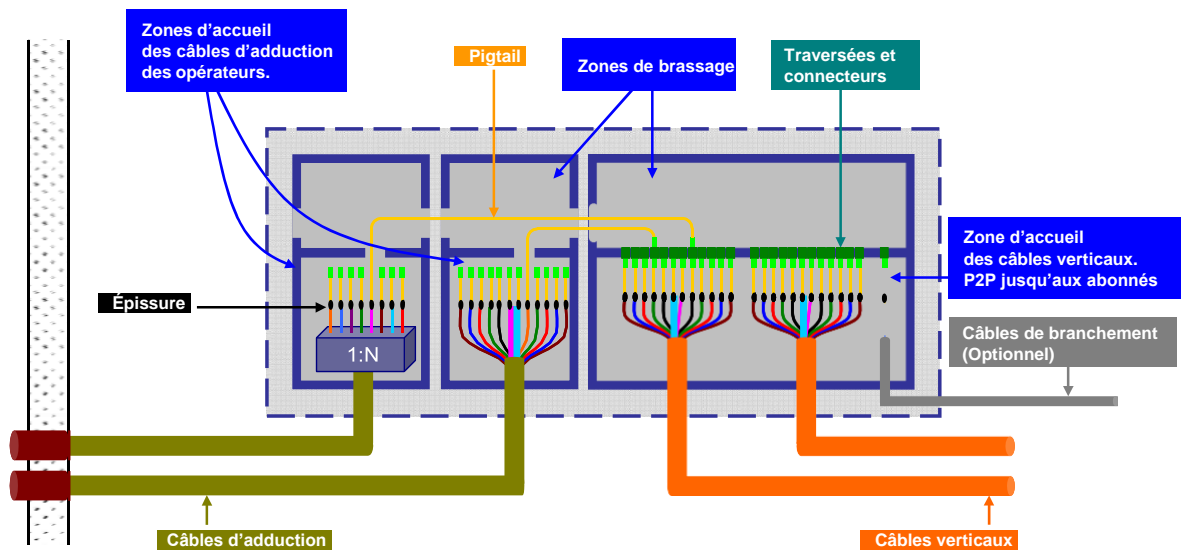 Zones d'accueil
des câbles d'adduction
des opérateurs.
Pigtail
Zones de brassage
Traversées et
connecteurs
Zone d'accueil
des câbles verticaux.
P2P jusqu'aux abonnés
Épissure
Câbles de branchement
(Optionnel)
1:N
Câbles d'adduction
Câbles verticaux